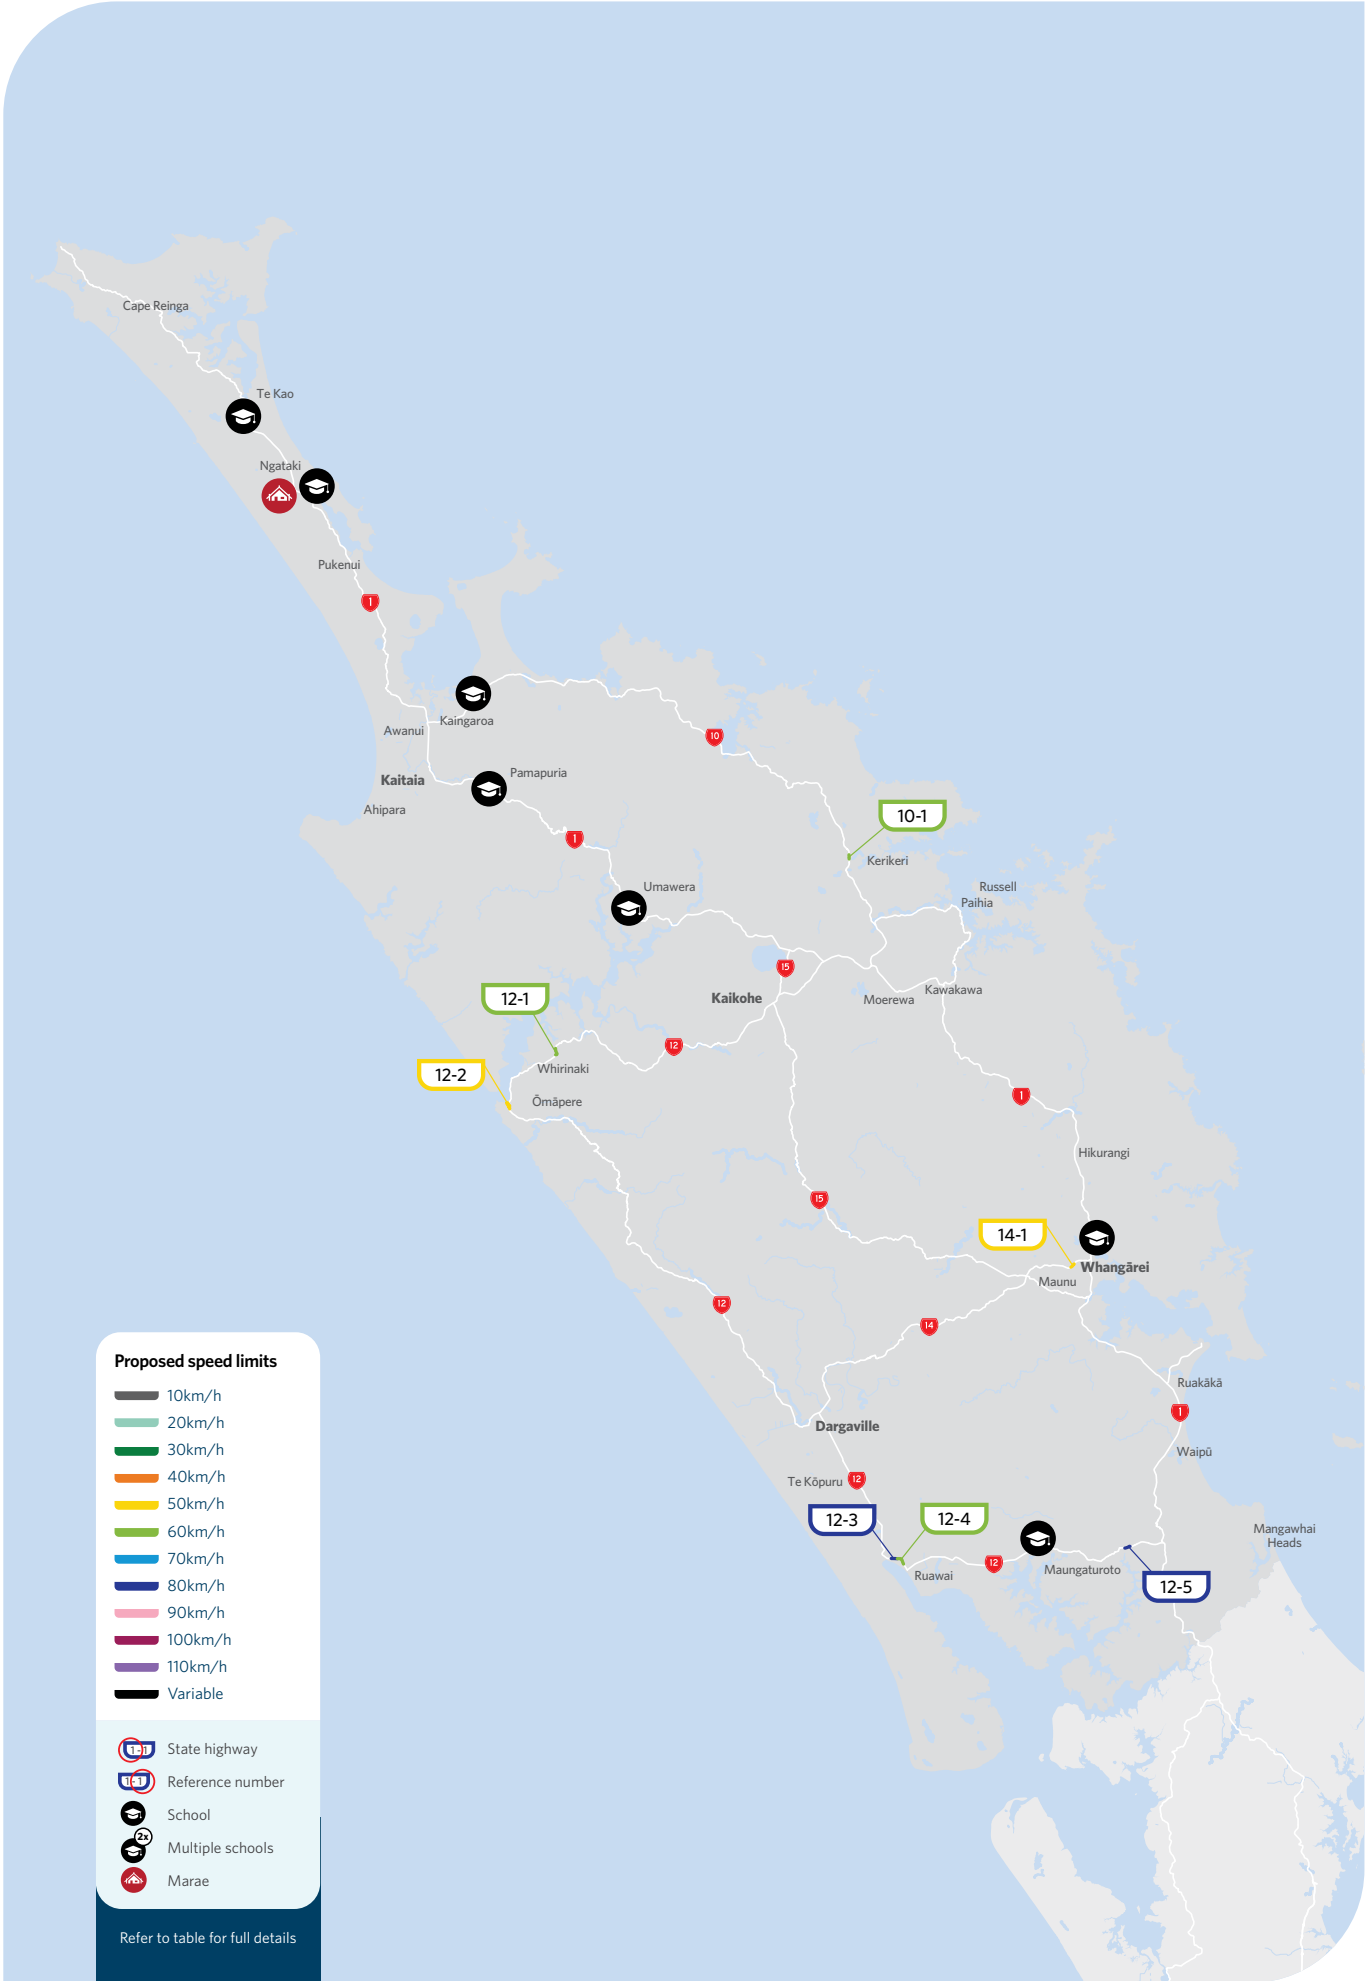 Cape Reinga
Te Kao
Ngataki
Pukenui
1
Kaingaroa
Awanui
10
Pamapuria
Kaitaia
Ahipara
10-1
1
Kerikeri
Umawera
Russell
Paihia
15
Kawakawa
12-1
Kaikohe
Moerewa
12
12-2
Whirinaki
Ōmāpere
1
Hikurangi
15
14-1
Whangārei
Maunu
12
14
Ruakākā
1
Dargaville
Waipū
Te Kōpuru
12
12-3
12-4
Mangawhai
Heads
12
Maungaturoto
Ruawai
12-5
Proposed speed limits
10km/h
20km/h
30km/h
40km/h
50km/h
60km/h
70km/h
80km/h
90km/h
100km/h
110km/h
Variable
1 - 1
State highway
1 - 1
Reference number
School
2x
Multiple schools
Marae
Refer to table for full details